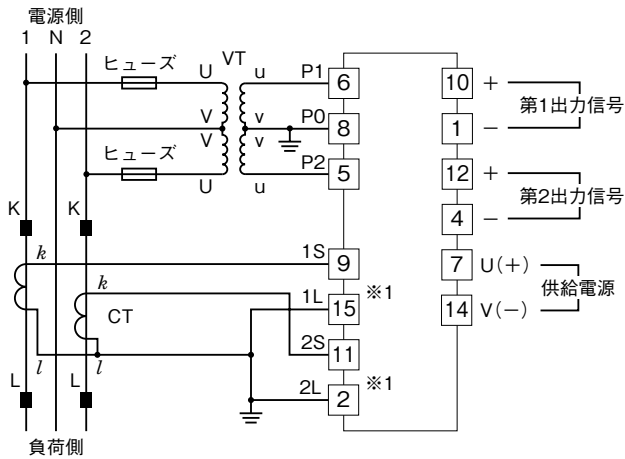 電源側
1 N 2
ヒューズ
VT
U
u
P1
6
10
+
第1出力信号
V
v
P0
8
1
−
V
v
ヒューズ
12
+
第2出力信号
U
u
P2
5
4
−
K
K
k
1S
9
7
U(+)
供給電源
k
1L
15
※1
14
V(−)
CT
2S
11
l
l
L
L
2L
2
※1
負荷側